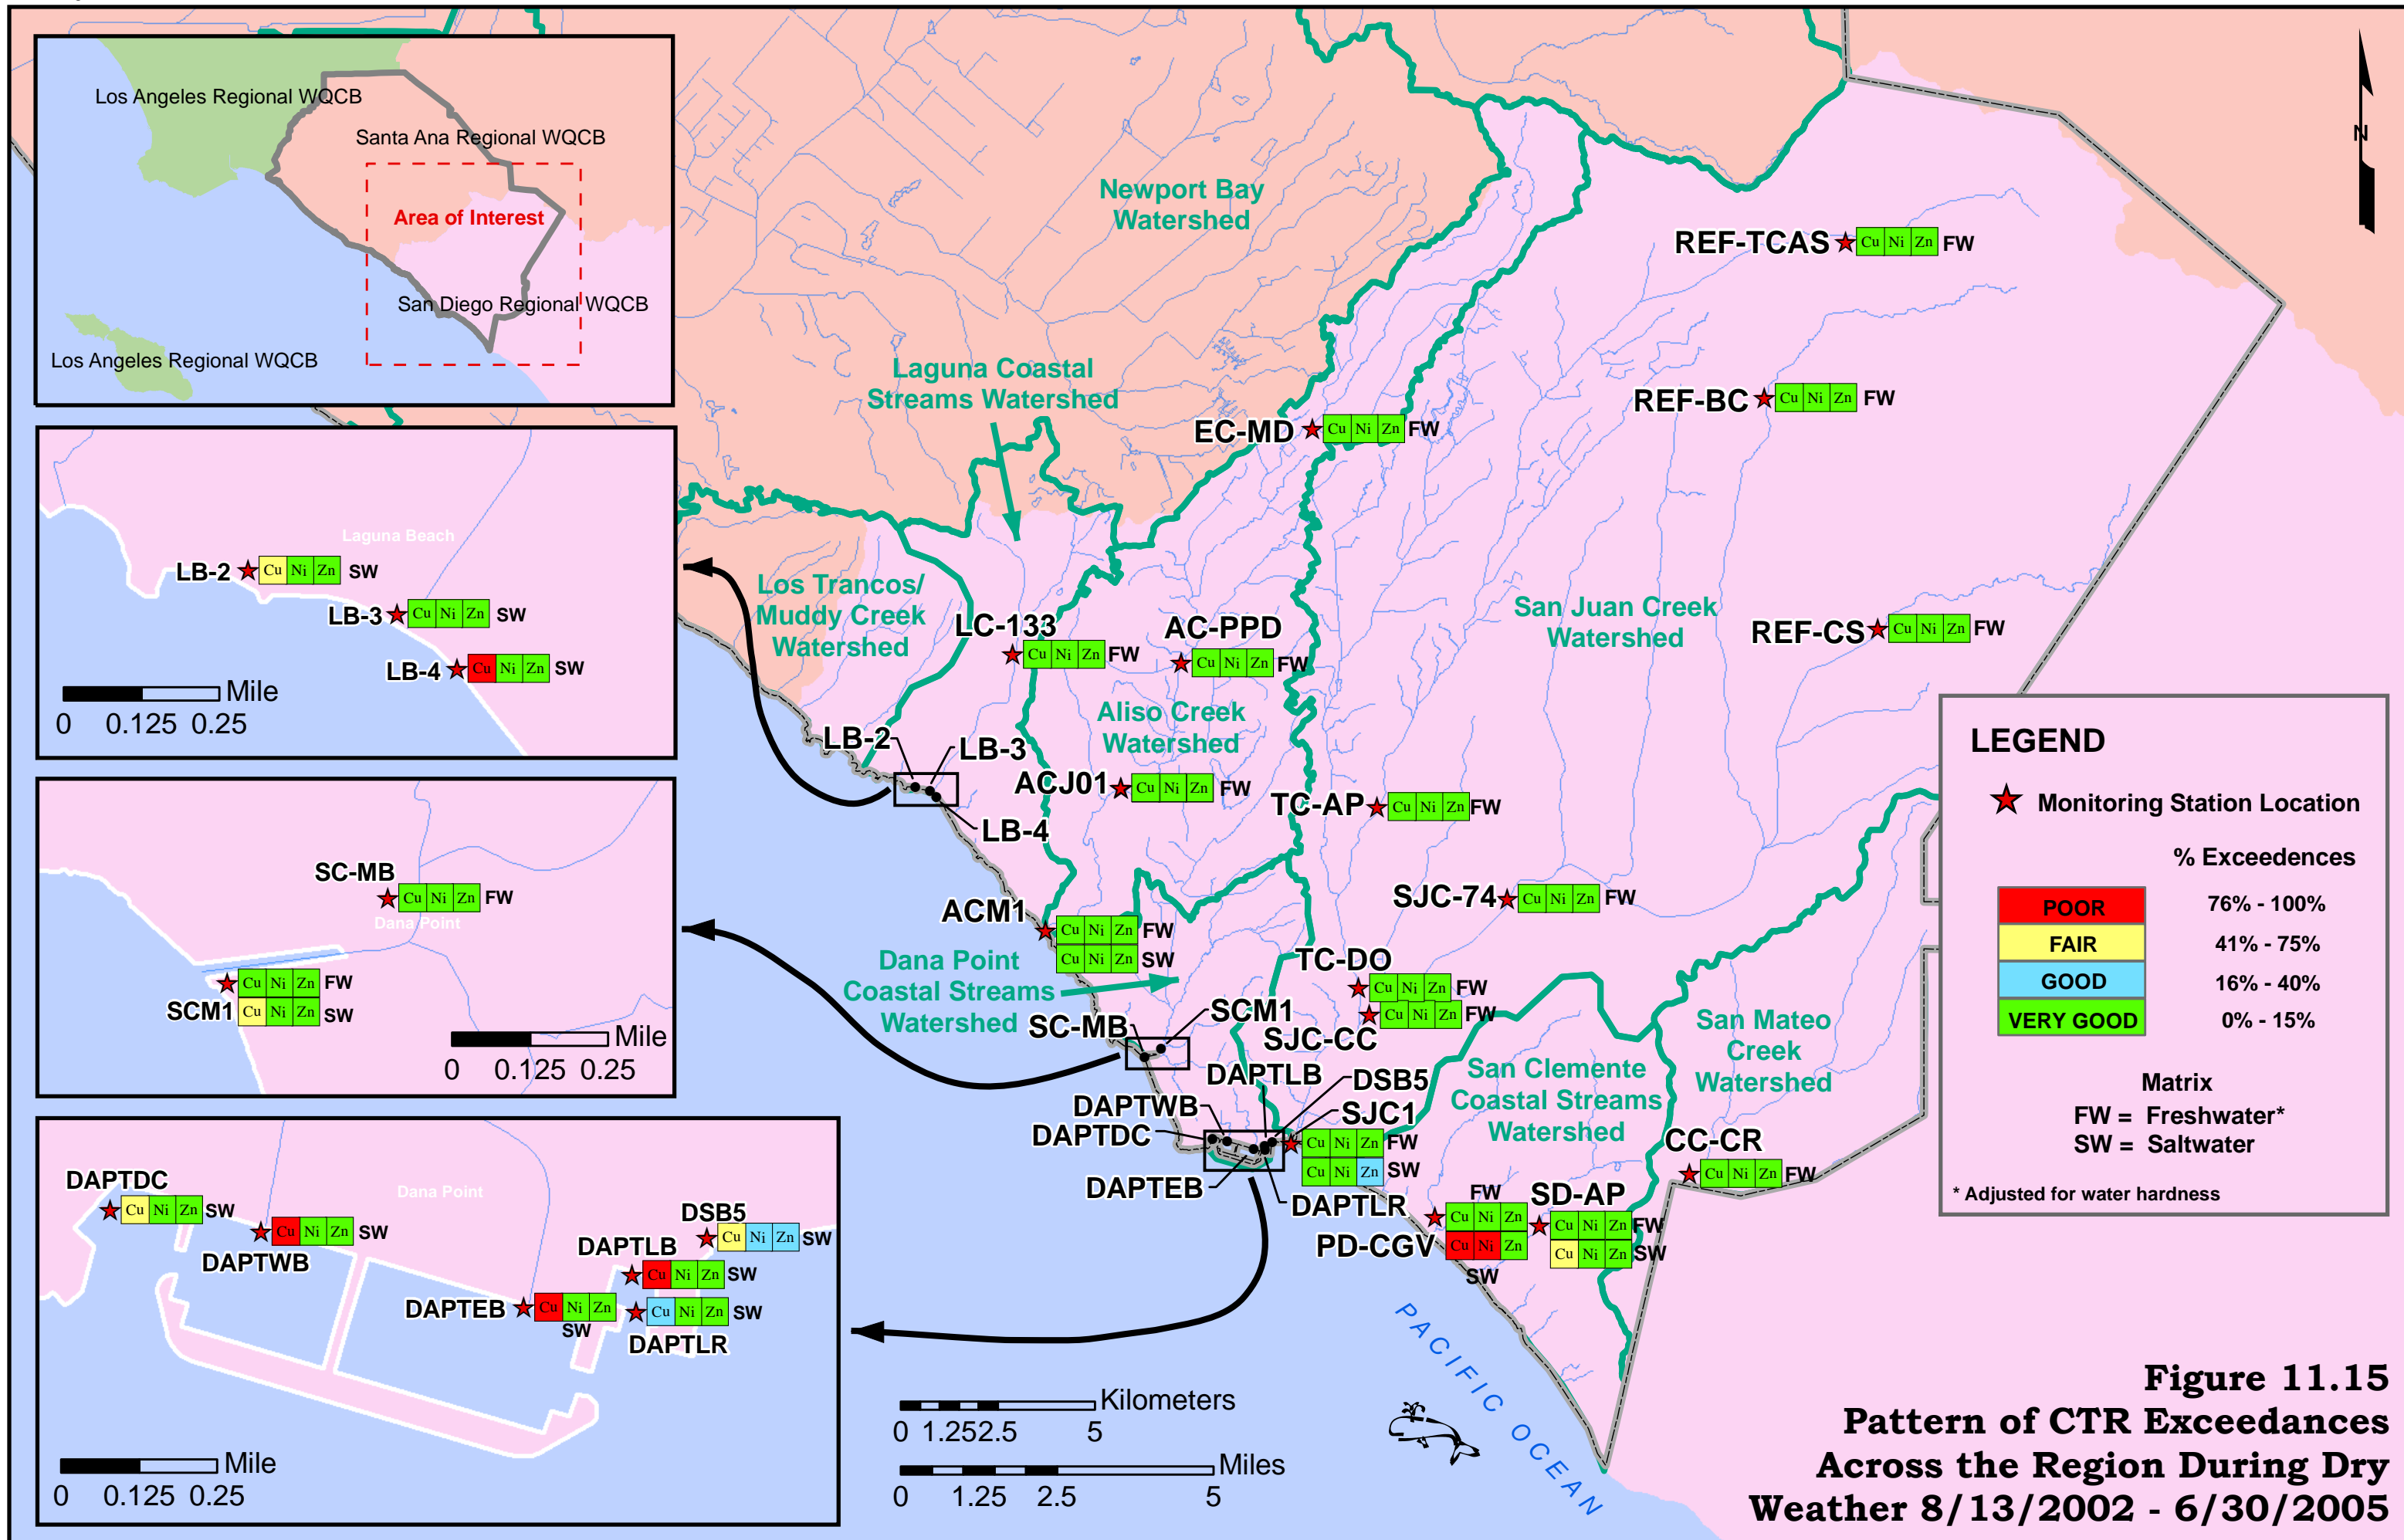 Los Angeles Regional WQCB
Santa Ana Regional WQCB
Area of Interest
San Diego Regional WQCB
Los Angeles Regional WQCB
N
Newport Bay
Watershed
REF-TCAS Cu Ni Zn FW
Laguna Coastal
Streams Watershed
REF-BC Cu Ni Zn FW
EC-MD Cu Ni Zn FW
Laguna Beach
LB-2 Cu Ni Zn SW
LB-3 Cu Ni Zn SW
LB-4 Cu Ni Zn SW
Mile
0 0.125 0.25
Los Trancos/
Muddy Creek
Watershed
LC-133
Cu Ni Zn FW
AC-PPD
Cu Ni Zn FW
San Juan Creek
Watershed
REF-CS Cu Ni Zn FW
Aliso Creek
Watershed
LB-2
LB-3
LB-4
ACJ01 Cu Ni Zn FW
TC-AP Cu Ni Zn FW
SJC-74 Cu Ni Zn FW
SC-MB
Cu Ni Zn FW
Dana Point
SCM1
Cu Ni Zn FW
Cu Ni Zn SW
Mile
0 0.125 0.25
ACM1
Cu Ni Zn FW
Cu Ni Zn SW
Dana Point
Coastal Streams
Watershed
TC-DO
Cu Ni Zn FW
Cu Ni Zn FW
SJC-CC
SCM1
SC-MB
DAPTLB
DSB5
DAPTWB
SJC1
DAPTDC
Cu Ni Zn FW
Cu Ni Zn SW
DAPTEB
DAPTLR
San Clemente
Coastal Streams
Watershed
San Mateo
Creek
Watershed
CC-CR
Cu Ni Zn FW
FW
Cu Ni Zn
PD-CGV
Cu Ni Zn
SW
SD-AP
Cu Ni Zn FW
Cu Ni Zn SW
LEGEND
Monitoring Station Location
% Exceedences
POOR 76% - 100%
FAIR 41% - 75%
GOOD 16% - 40%
VERY GOOD 0% - 15%
Matrix
FW = Freshwater*
SW = Saltwater
* Adjusted for water hardness
DAPTDC
Cu Ni Zn SW
Dana Point
Cu Ni Zn SW
DAPTWB
DSB5
Cu Ni Zn SW
DAPTLB
Cu Ni Zn SW
DAPTEB Cu Ni Zn
SW
Cu Ni Zn SW
DAPTLR
Mile
0 0.125 0.25
Kilometers
0 1.25 2.5 5
Miles
0 1.25 2.5 5
PACIFIC OCEAN
Figure 11.15
Pattern of CTR Exceedances
Across the Region During Dry
Weather 8/13/2002 - 6/30/2005